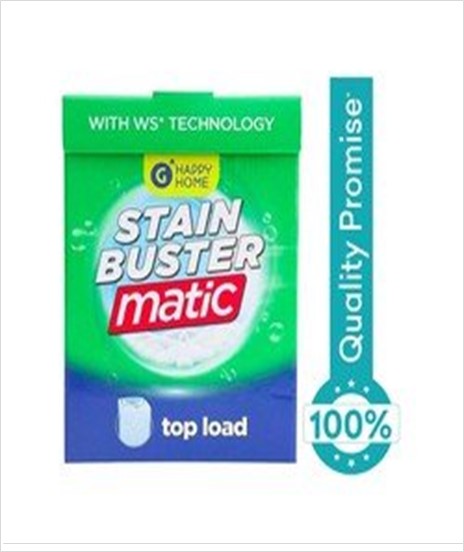 WITH WS* TECHNOLOGY
G
HAPPY
HOME
STAIN
BUSTER
matic
top load
Quality Promise*
100%